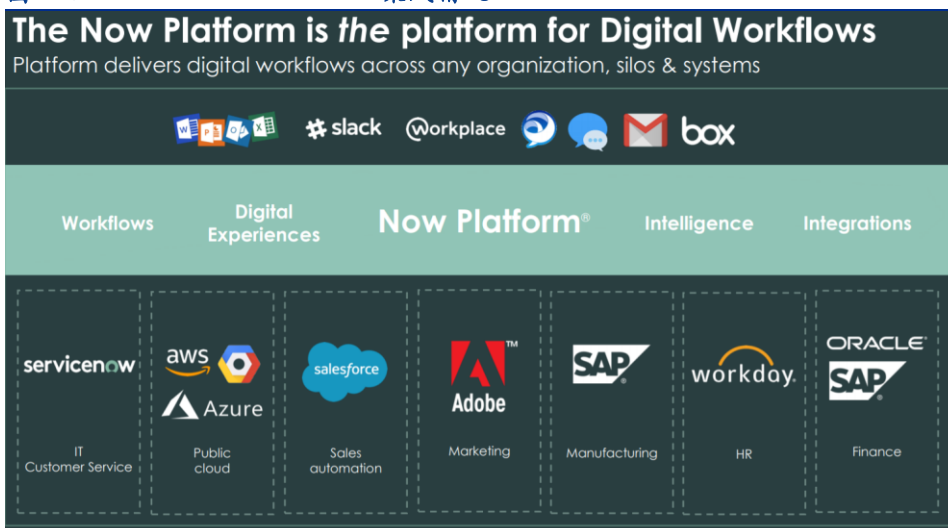 The Now Platform is the platform for Digital Workflows
Platform delivers digital workflows across any organization, silos & systems
W P O X slack workplace box
Workflows Digital Experiences Now Platform® Intelligence Integrations
servicenow aws Azure salesforce Adobe™ SAP® workday. ORACLE® SAP®
IT Customer Service
Public cloud
Sales automation
Marketing
Manufacturing
HR
Finance